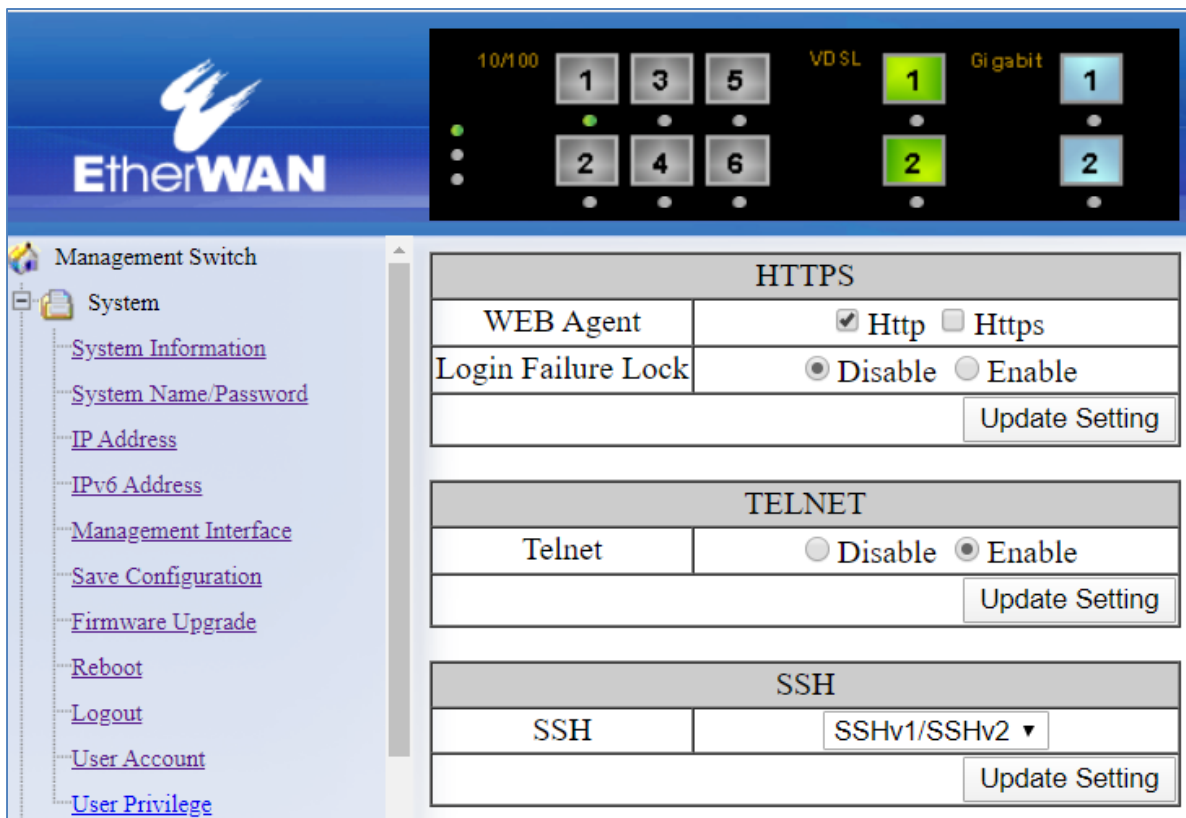 10/100 1 3 5 VDSL 1 Gigabit 1
2 4 6 2 2
EtherWAN
Management Switch
System
System Information
System Name/Password
IP Address
IPv6 Address
Management Interface
Save Configuration
Firmware Upgrade
Reboot
Logout
User Account
User Privilege
HTTPS
WEB Agent Http Https
Login Failure Lock Disable Enable
Update Setting
TELNET
Telnet Disable Enable
Update Setting
SSH
SSH SSHv1/SSHv2
Update Setting